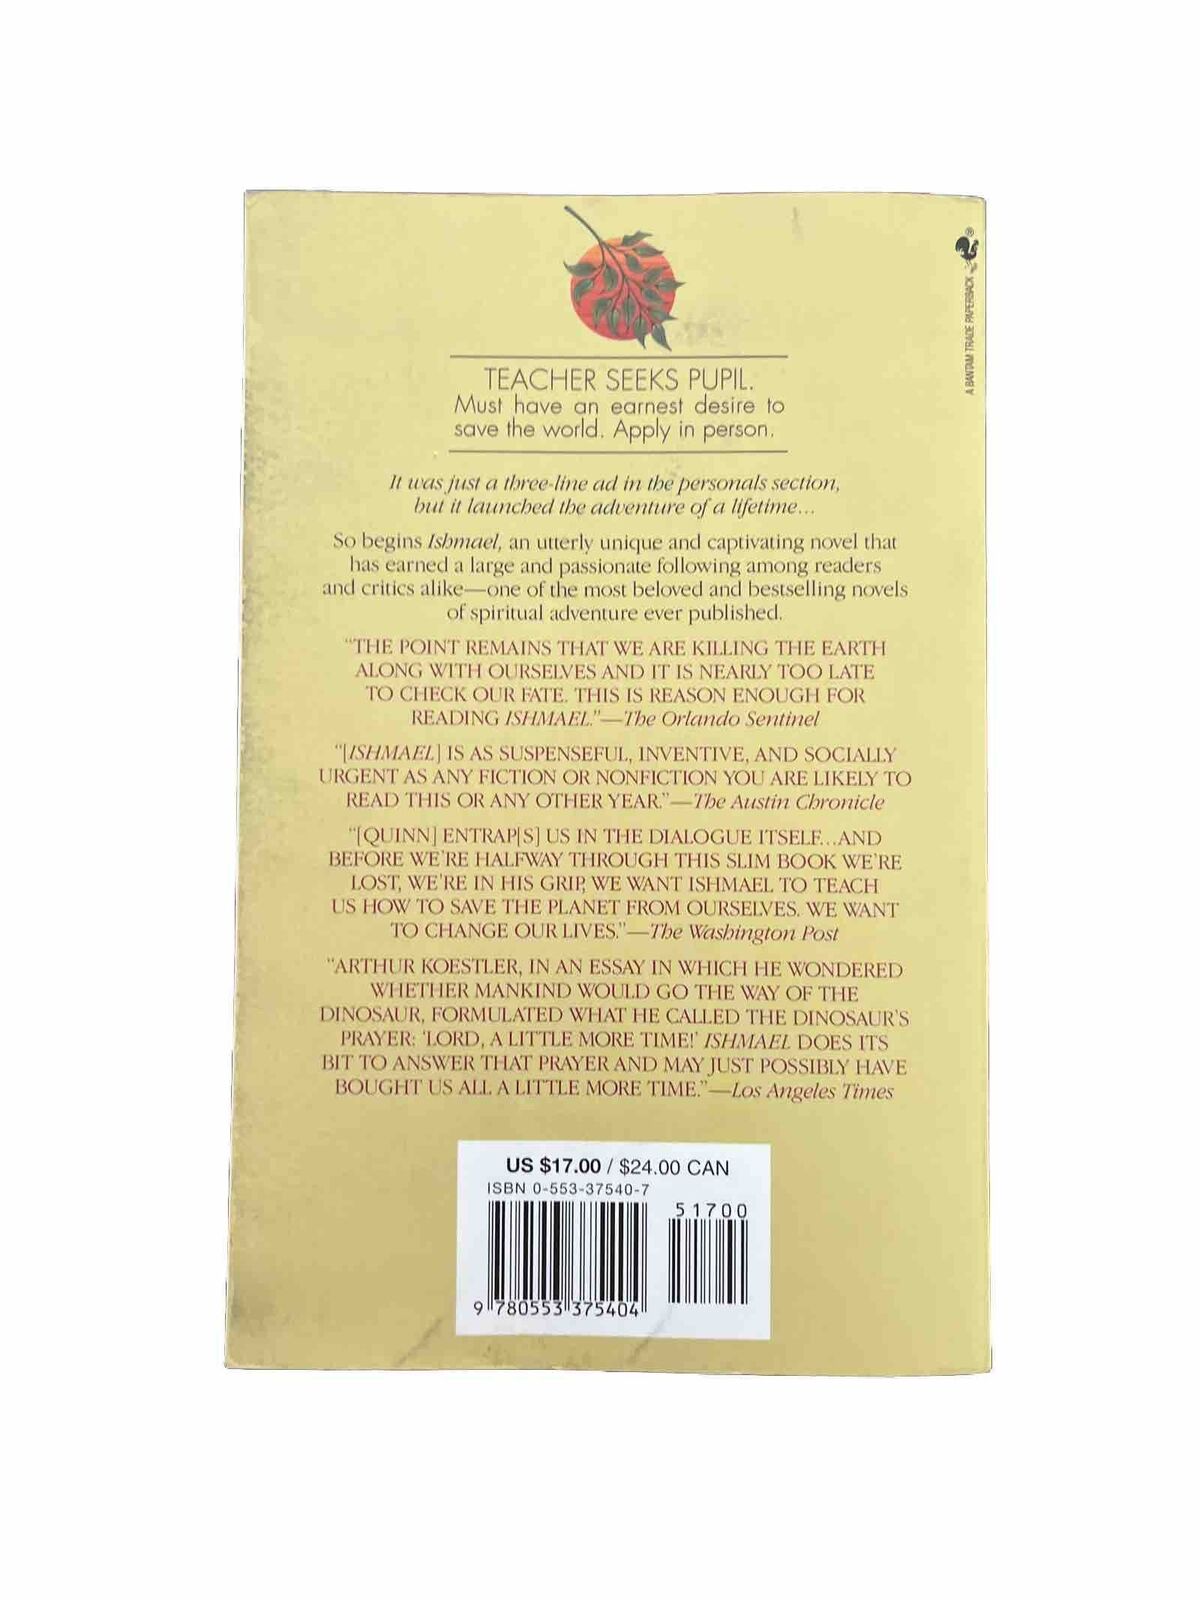 A BANTAM TRADE PAPERBACK ®
TEACHER SEEKS PUPIL.
Must have an earnest desire to
save the world. Apply in person.
It was just a three-line ad in the personals section,
but it launched the adventure of a lifetime...
So begins Ishmael, an utterly unique and captivating novel that
has earned a large and passionate following among readers
and critics alike—one of the most beloved and bestselling novels
of spiritual adventure ever published.
"THE POINT REMAINS THAT WE ARE KILLING THE EARTH
ALONG WITH OURSELVES AND IT IS NEARLY TOO LATE
TO CHECK OUR FATE. THIS IS REASON ENOUGH FOR
READING ISHMAEL."—The Orlando Sentinel
"[ISHMAEL] IS AS SUSPENSEFUL, INVENTIVE, AND SOCIALLY
URGENT AS ANY FICTION OR NONFICTION YOU ARE LIKELY TO
READ THIS OR ANY OTHER YEAR."—The Austin Chronicle
"[QUINN] ENTRAP[S] US IN THE DIALOGUE ITSELF...AND
BEFORE WE'RE HALFWAY THROUGH THIS SLIM BOOK WE'RE
LOST, WE'RE IN HIS GRIP, WE WANT ISHMAEL TO TEACH
US HOW TO SAVE THE PLANET FROM OURSELVES. WE WANT
TO CHANGE OUR LIVES."—The Washington Post
"ARTHUR KOESTLER, IN AN ESSAY IN WHICH HE WONDERED
WHETHER MANKIND WOULD GO THE WAY OF THE
DINOSAUR, FORMULATED WHAT HE CALLED THE DINOSAUR'S
PRAYER: 'LORD, A LITTLE MORE TIME!' ISHMAEL DOES ITS
BIT TO ANSWER THAT PRAYER AND MAY JUST POSSIBLY HAVE
BOUGHT US ALL A LITTLE MORE TIME."—Los Angeles Times
US $17.00 / $24.00 CAN
ISBN 0-553-37540-7
51700
9 780553 375404